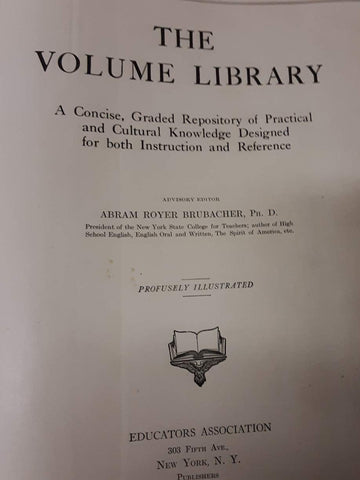 THE
VOLUME LIBRARY
A Concise, Graded Repository of Practical
and Cultural Knowledge Designed
for both Instruction and Reference
ADVISORY EDITOR
ABRAM ROYER BRUBACHER, PH. D.
President of the New York State College for Teachers; author of High
School English, English Oral and Written, The Spirit of America, etc.
PROFUSELY ILLUSTRATED
EDUCATORS ASSOCIATION
303 FIFTH AVE.,
NEW YORK, N. Y.
PUBLISHERS